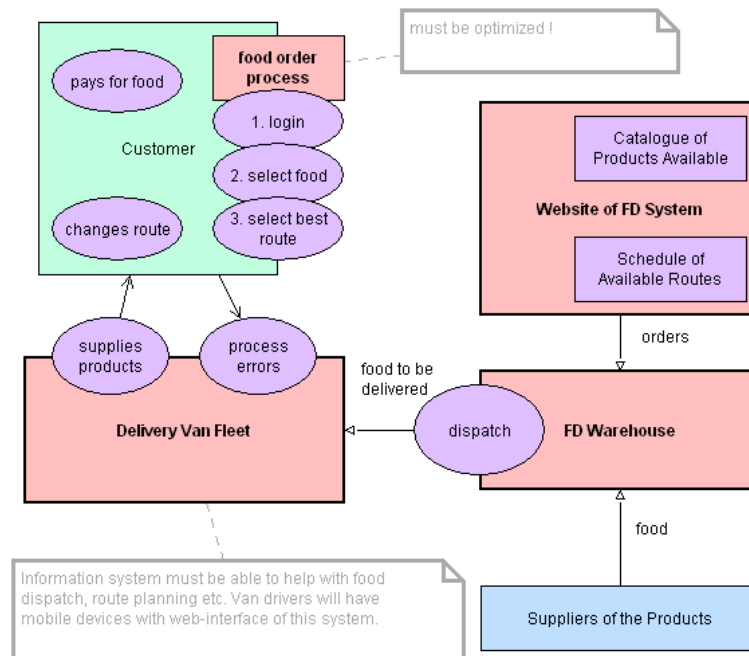 must be optimized !
food order
process
pays for food
1. login
Customer
2. select food
changes route
3. select best
route
Catalogue of
Products Available
Website of FD System
Schedule of
Available Routes
supplies
products
process
errors
orders
food to be
delivered
Delivery Van Fleet
dispatch
FD Warehouse
food
Information system must be able to help with food
dispatch, route planning etc. Van drivers will have
mobile devices with web-interface of this system.
Suppliers of the Products